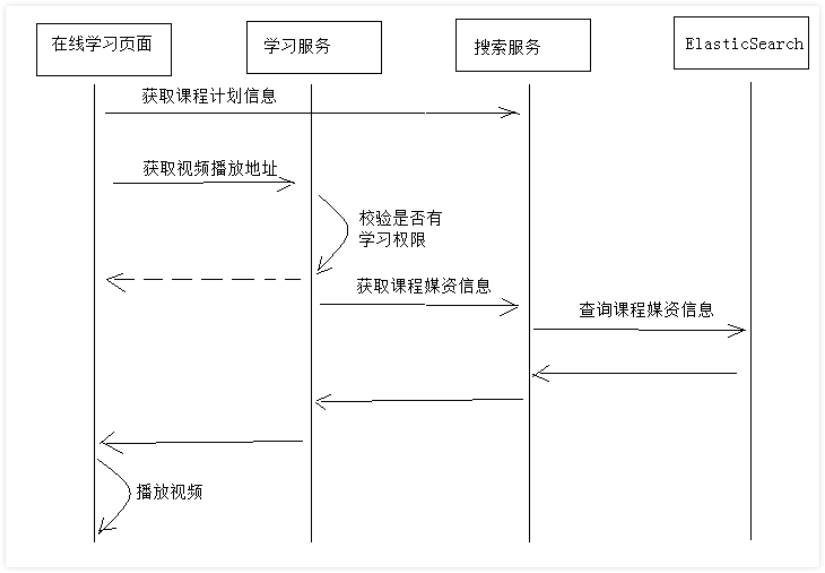 在线学习页面
学习服务
搜索服务
ElasticSearch
获取课程计划信息
获取视频播放地址
校验是否有
学习权限
获取课程媒资信息
查询课程媒资信息
播放视频